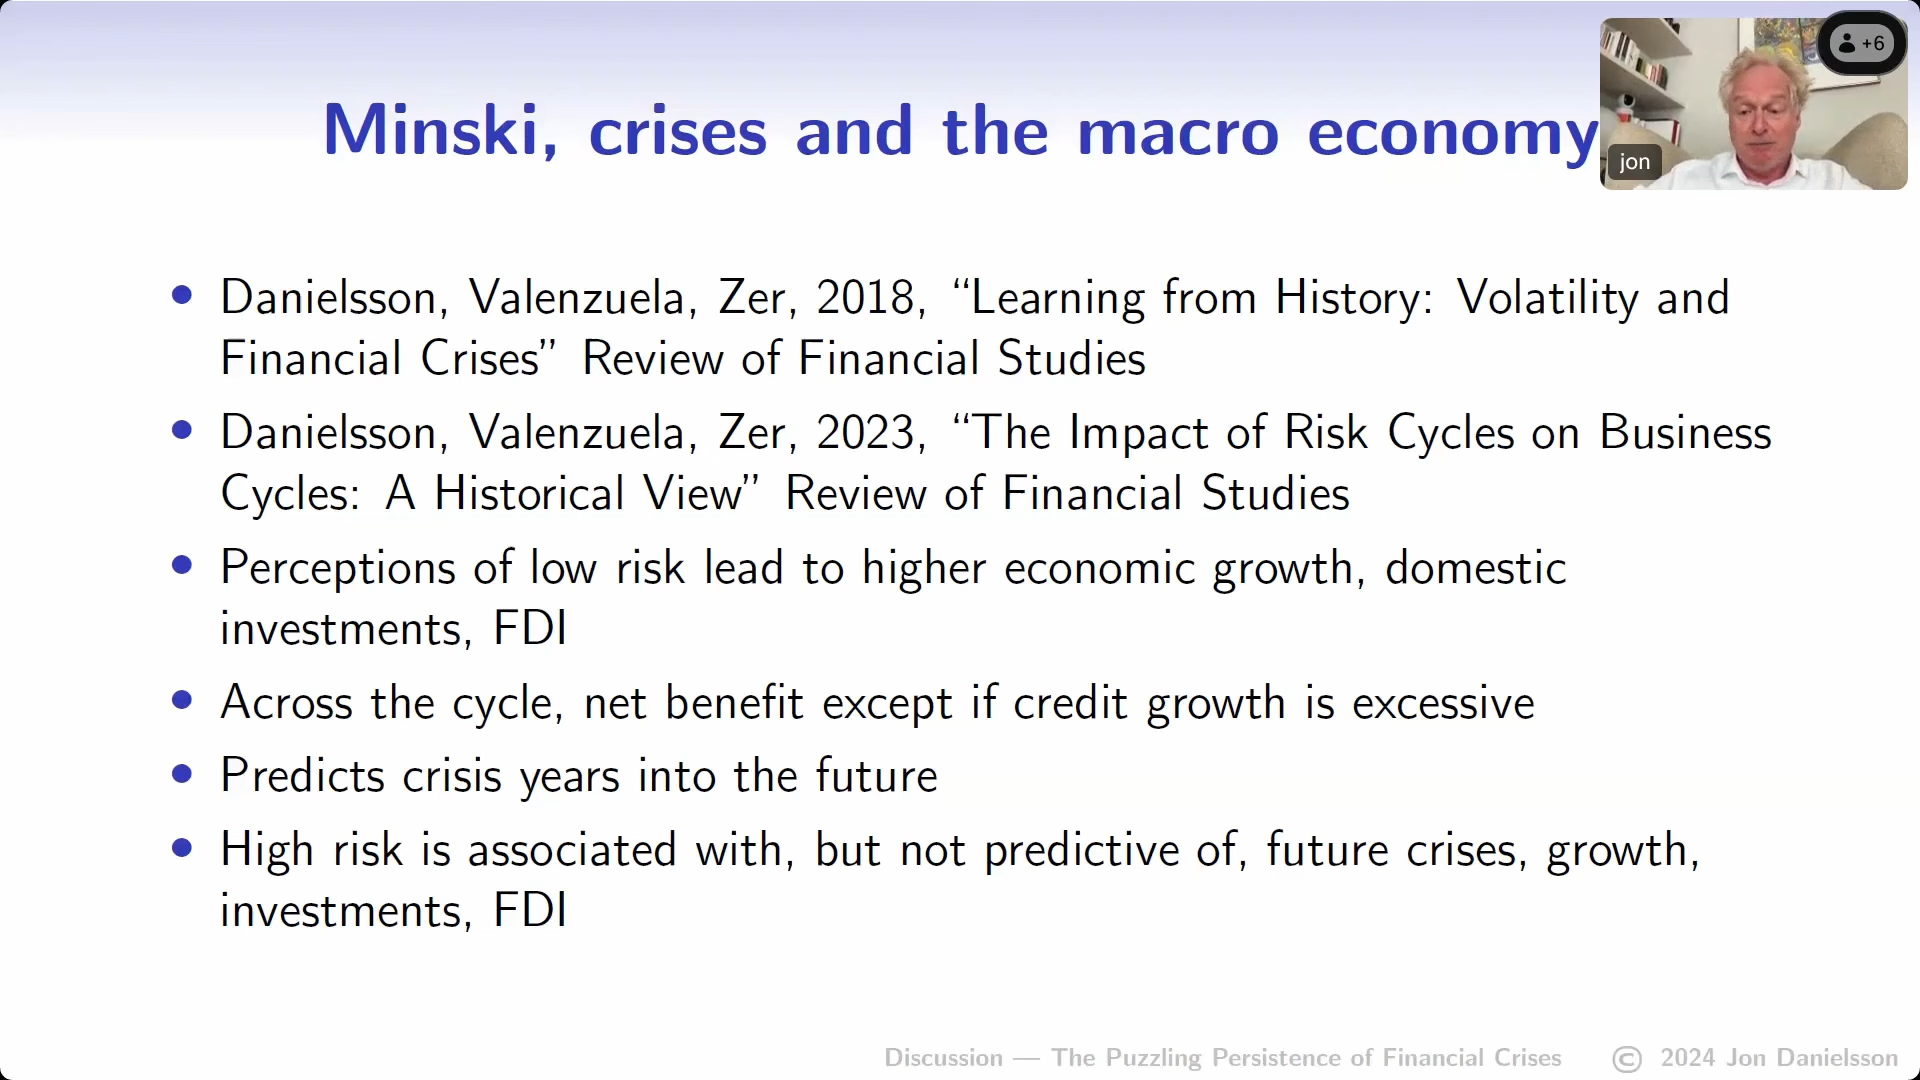 Minski, crises and the macro economy
+6
jon
• Danielsson, Valenzuela, Zer, 2018, “Learning from History: Volatility and
Financial Crises” Review of Financial Studies
• Danielsson, Valenzuela, Zer, 2023, “The Impact of Risk Cycles on Business
Cycles: A Historical View” Review of Financial Studies
• Perceptions of low risk lead to higher economic growth, domestic
investments, FDI
• Across the cycle, net benefit except if credit growth is excessive
• Predicts crisis years into the future
• High risk is associated with, but not predictive of, future crises, growth,
investments, FDI
Discussion — The Puzzling Persistence of Financial Crises © 2024 Jon Danielsson